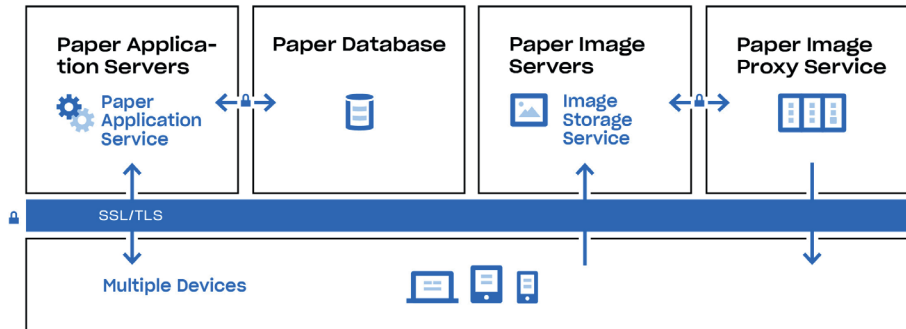 Paper Applica-
tion Servers
Paper
Application
Service
Paper Database
Paper Image
Servers
Image
Storage
Service
Paper Image
Proxy Service
SSL/TLS
Multiple Devices